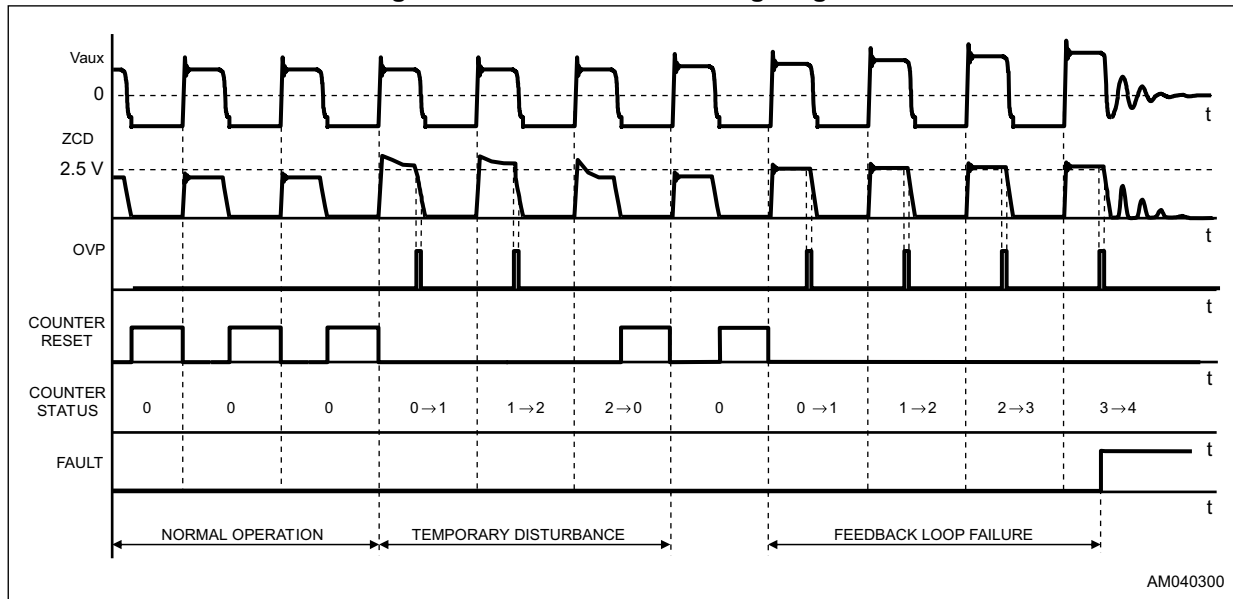 Vaux
0
t
ZCD
2.5 V
t
OVP
t
COUNTER
RESET
t
COUNTER
STATUS
0 0 0 0→1 1→2 2→0 0 0→1 1→2 2→3 3→4
t
FAULT
t
NORMAL OPERATION TEMPORARY DISTURBANCE FEEDBACK LOOP FAILURE
AM040300